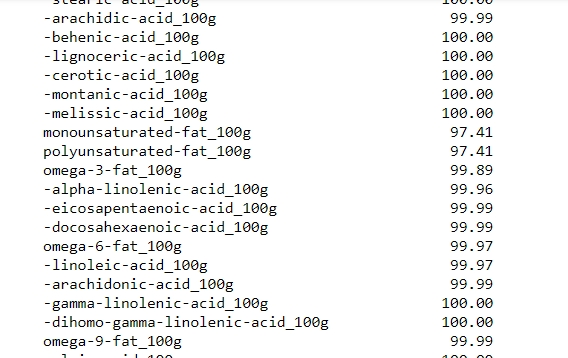 -stearic-acid_100g 100.00
-arachidic-acid_100g 99.99
-behenic-acid_100g 100.00
-lignoceric-acid_100g 100.00
-cerotic-acid_100g 100.00
-montanic-acid_100g 100.00
-melissic-acid_100g 100.00
monounsaturated-fat_100g 97.41
polyunsaturated-fat_100g 97.41
omega-3-fat_100g 99.89
-alpha-linolenic-acid_100g 99.96
-eicosapentaenoic-acid_100g 99.99
-docosahexaenoic-acid_100g 99.99
omega-6-fat_100g 99.97
-linoleic-acid_100g 99.97
-arachidonic-acid_100g 99.99
-gamma-linolenic-acid_100g 100.00
-dihomo-gamma-linolenic-acid_100g 100.00
omega-9-fat_100g 99.99